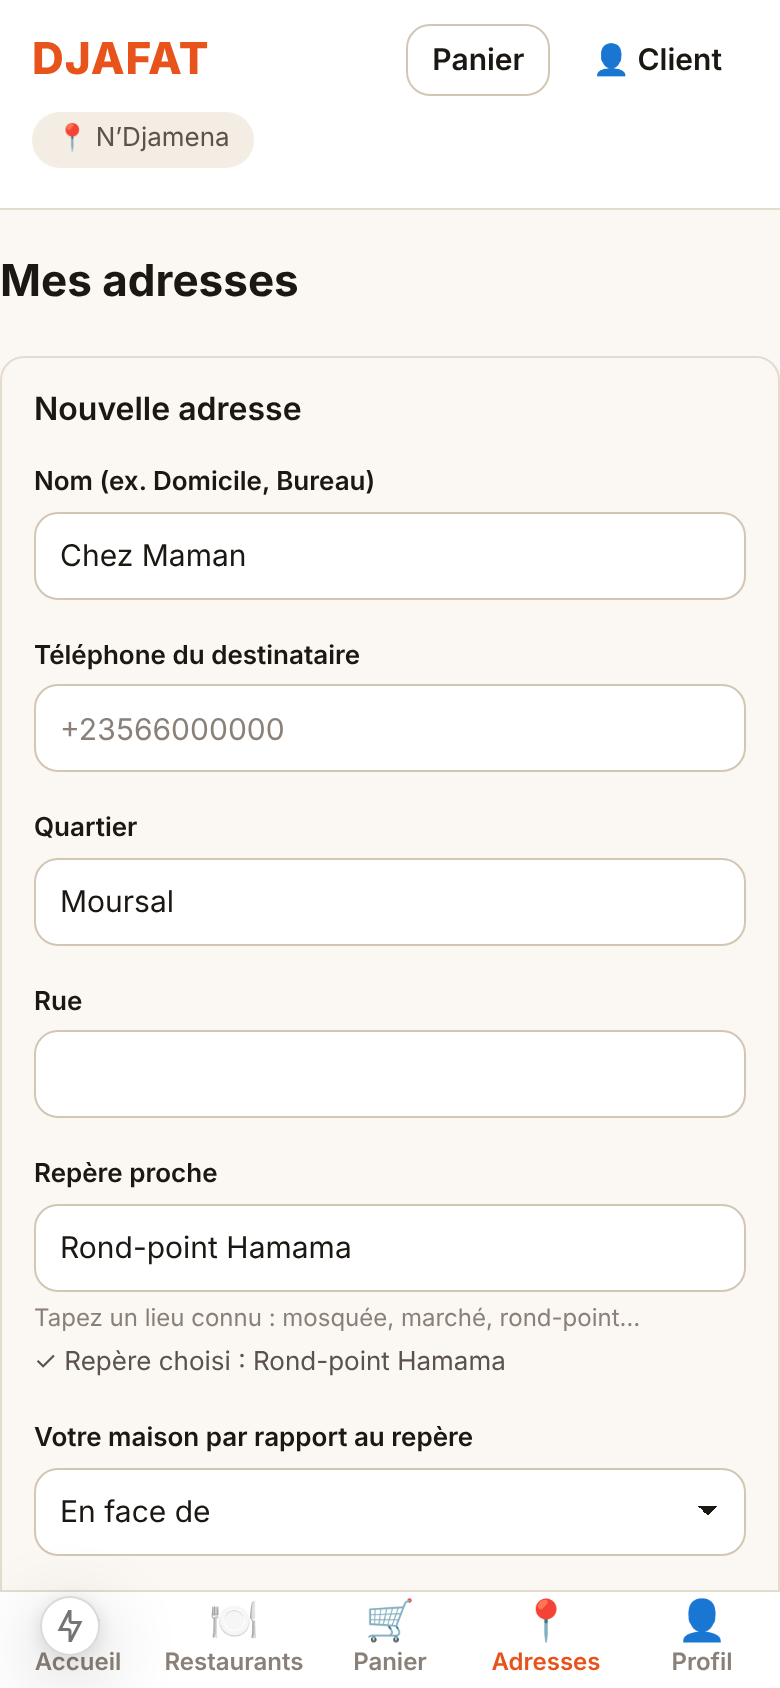 DJAFAT
Panier
Client
N’Djamena
Mes adresses
Nouvelle adresse
Nom (ex. Domicile, Bureau)
Chez Maman
Téléphone du destinataire
+23566000000
Quartier
Moursal
Rue
Repère proche
Rond-point Hamama
Tapez un lieu connu : mosquée, marché, rond-point...
✓ Repère choisi : Rond-point Hamama
Votre maison par rapport au repère
En face de
Accueil
Restaurants
Panier
Adresses
Profil